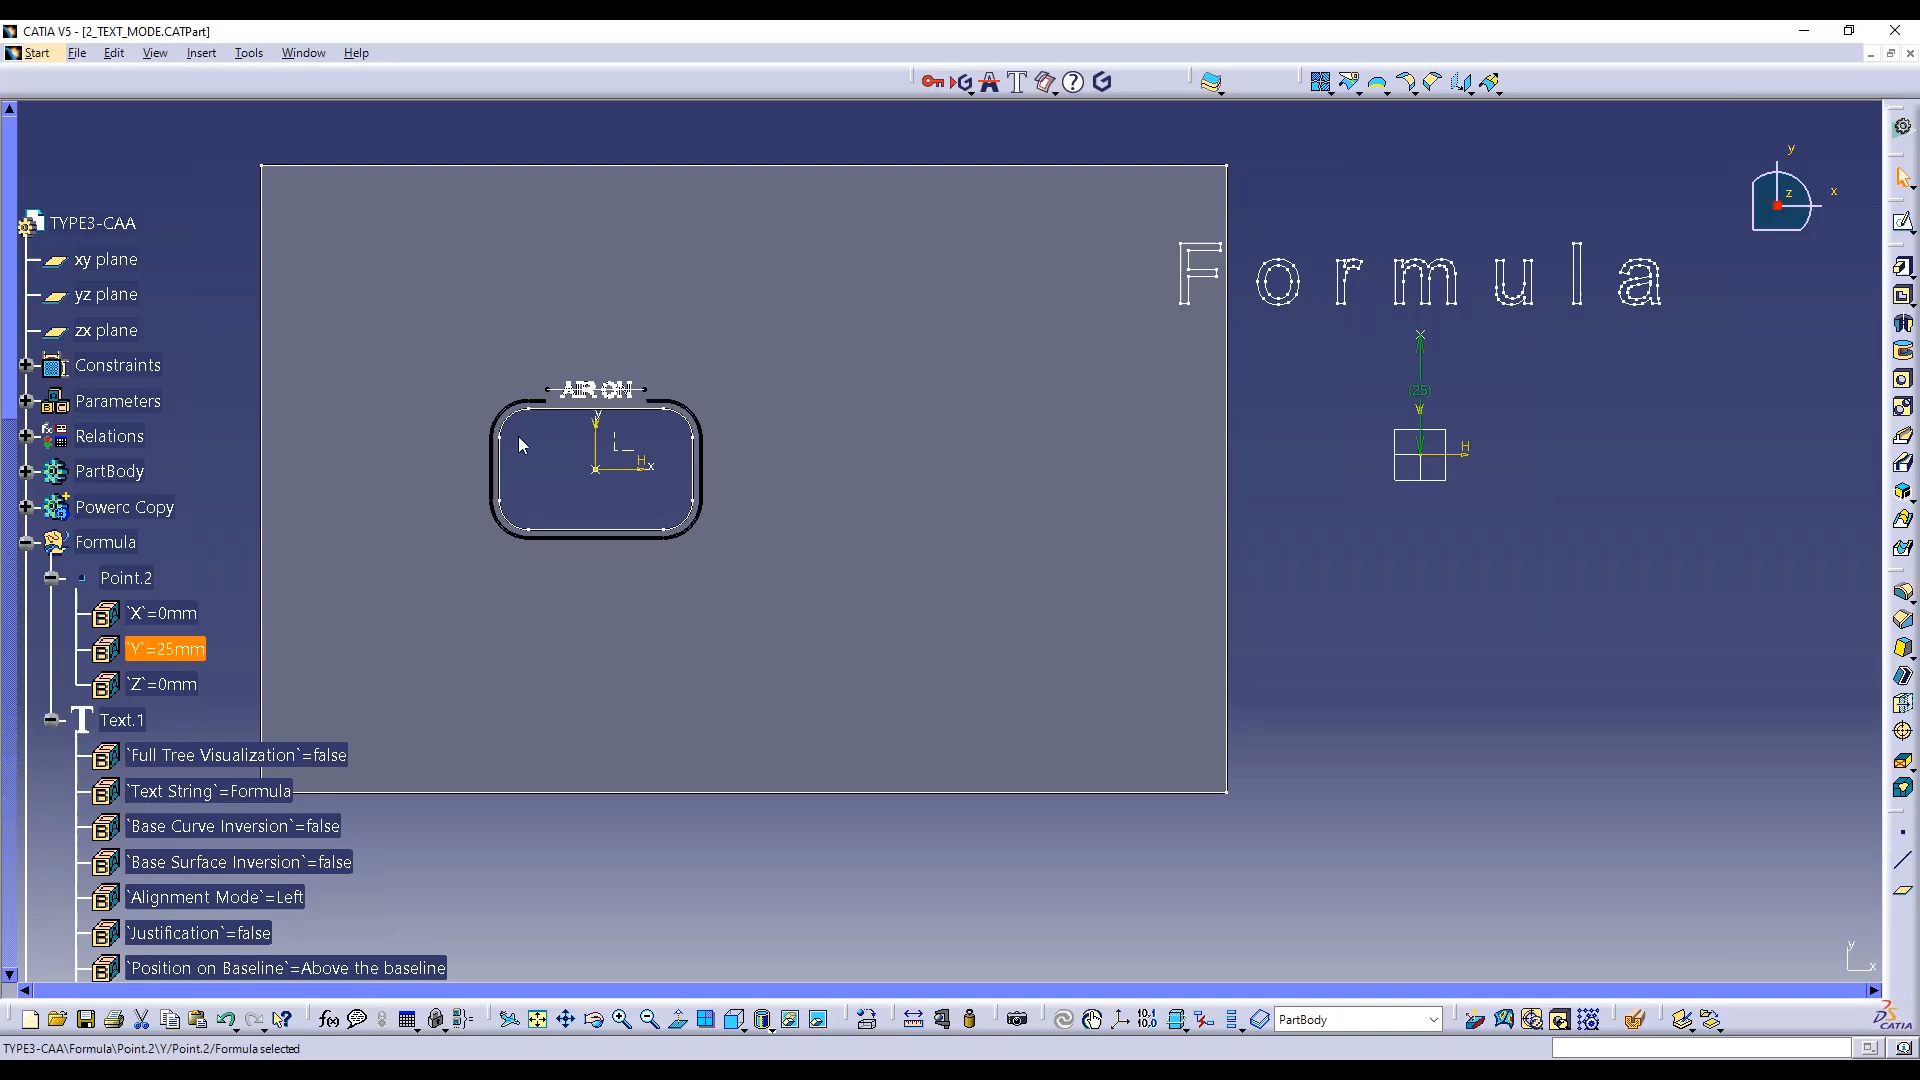 CATIA V5 - [2_TEXT_MODE.CATPart]
Start File Edit View Insert Tools Window Help
TYPE3-CAA
xy plane
yz plane
zx plane
Constraints
Parameters
Relations
PartBody
Powerc Copy
Formula
Point.2
`X`=0mm
`Y`=25mm
`Z`=0mm
Text.1
`Full Tree Visualization`=false
`Text String`=Formula
`Base Curve Inversion`=false
`Base Surface Inversion`=false
`Alignment Mode`=Left
`Justification`=false
`Position on Baseline`=Above the baseline
AIR ON
y
H x
Formula
(25)
V
H
y
x
z
y
x
PartBody
CATIA
TYPE3-CAA\Formula\Point.2\Y/Point.2/Formula selected